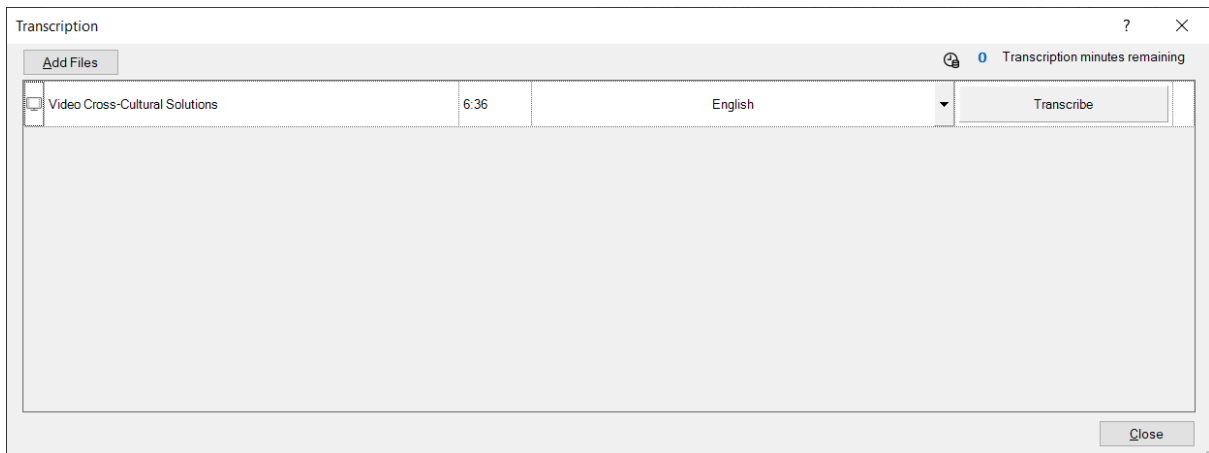 Transcription ?
Add Files 0 Transcription minutes remaining
Video Cross-Cultural Solutions 6:36 English Transcribe
Close